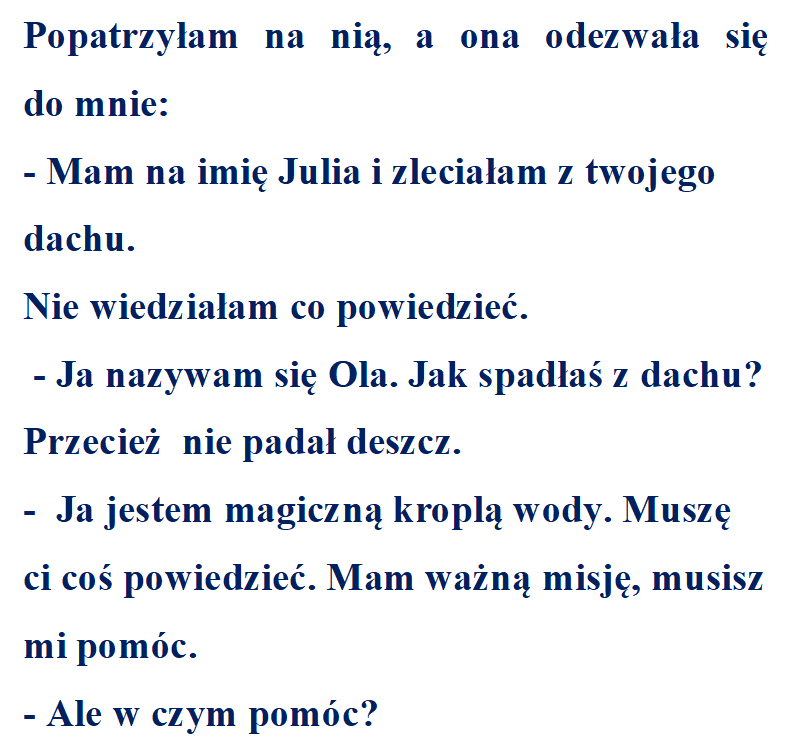 Popatrzyłam na nią, a ona odezwała się
do mnie:
- Mam na imię Julia i zleciałam z twojego
dachu.
Nie wiedziałam co powiedzieć.
- Ja nazywam się Ola. Jak spadłaś z dachu?
Przecież  nie padał deszcz.
-  Ja jestem magiczną kroplą wody. Muszę
ci coś powiedzieć. Mam ważną misję, musisz
mi pomóc.
- Ale w czym pomóc?